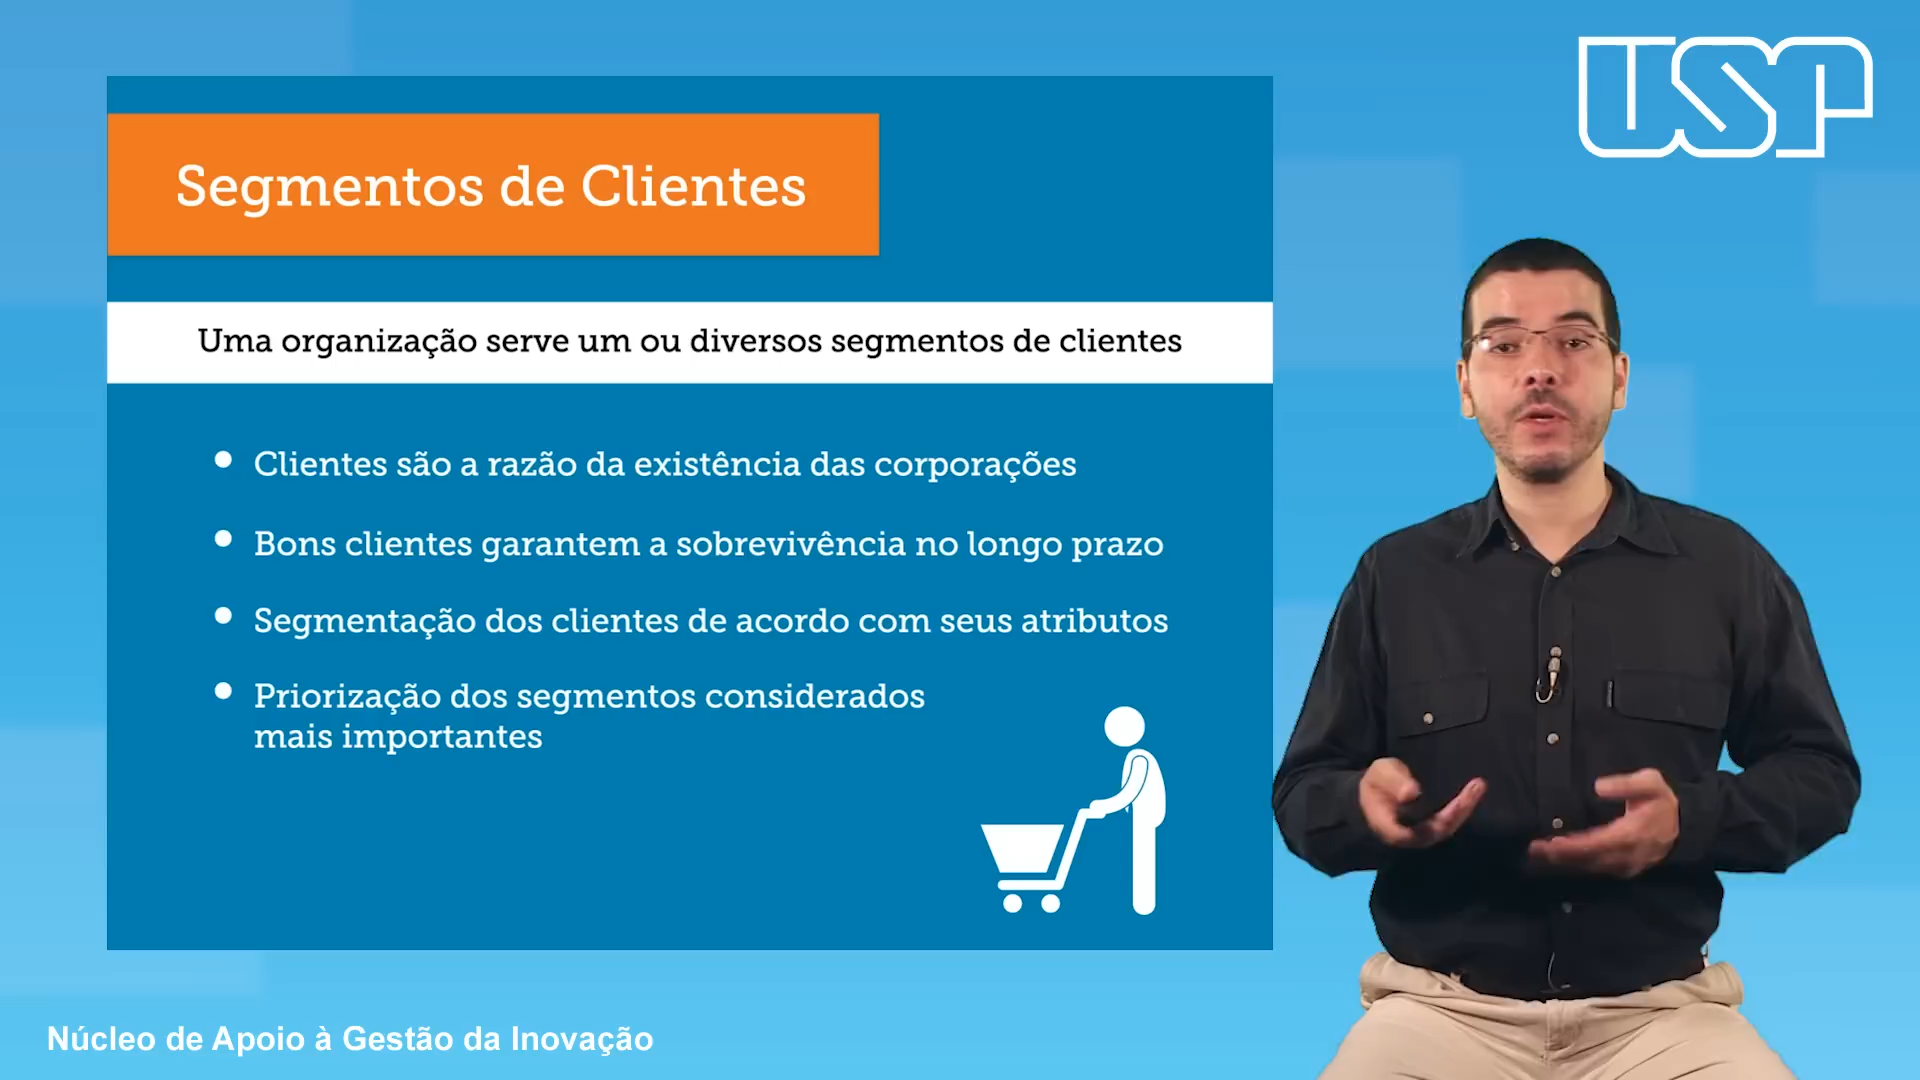 USP
Segmentos de Clientes
Uma organização serve um ou diversos segmentos de clientes
• Clientes são a razão da existência das corporações
• Bons clientes garantem a sobrevivência no longo prazo
• Segmentação dos clientes de acordo com seus atributos
• Priorização dos segmentos considerados
mais importantes
Núcleo de Apoio à Gestão da Inovação